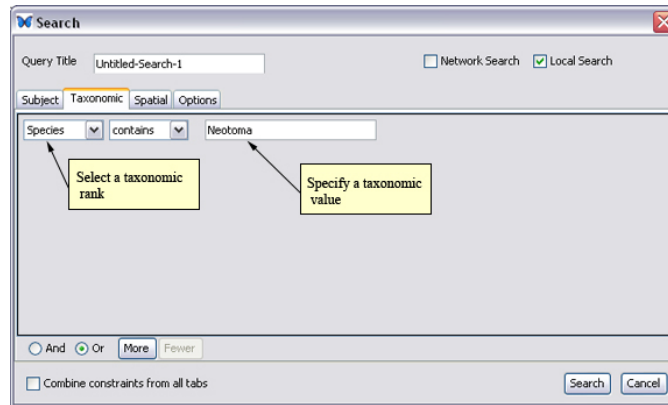 Search
Query Title Untitled-Search-1 Network Search Local Search
Subject Taxonomic Spatial Options
Species contains Neotoma
Select a taxonomic
rank
Specify a taxonomic
value
And Or More Fewer
Combine constraints from all tabs Search Cancel